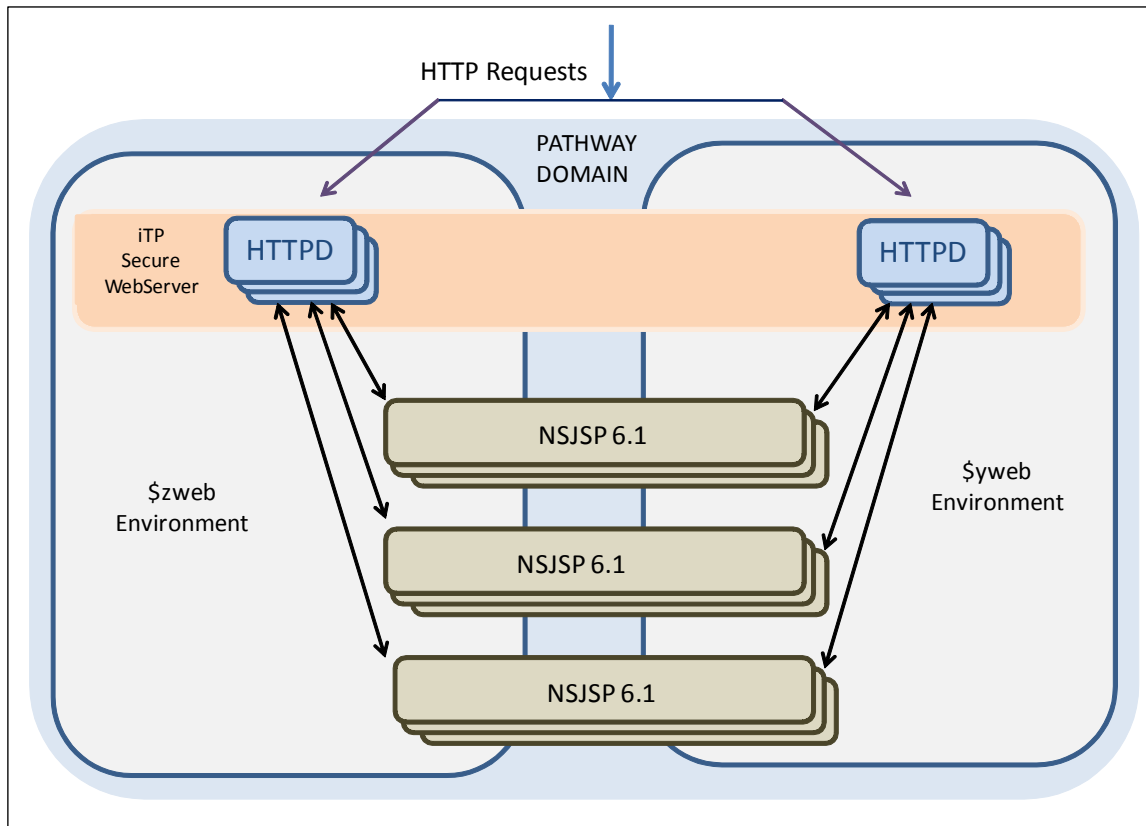 HTTP Requests
PATHWAY
DOMAIN
iTP
Secure
WebServer
HTTPD
HTTPD
NSJSP 6.1
$zweb
Environment
$yweb
Environment
NSJSP 6.1
NSJSP 6.1